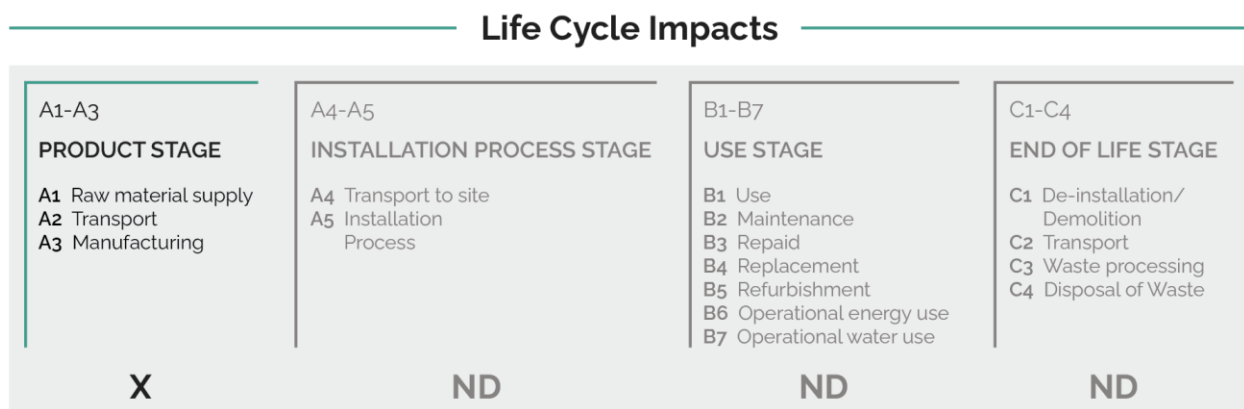 Life Cycle Impacts
A1-A3
PRODUCT STAGE
A1 Raw material supply
A2 Transport
A3 Manufacturing
X
A4-A5
INSTALLATION PROCESS STAGE
A4 Transport to site
A5 Installation
Process
ND
B1-B7
USE STAGE
B1 Use
B2 Maintenance
B3 Repaid
B4 Replacement
B5 Refurbishment
B6 Operational energy use
B7 Operational water use
ND
C1-C4
END OF LIFE STAGE
C1 De-installation/
Demolition
C2 Transport
C3 Waste processing
C4 Disposal of Waste
ND